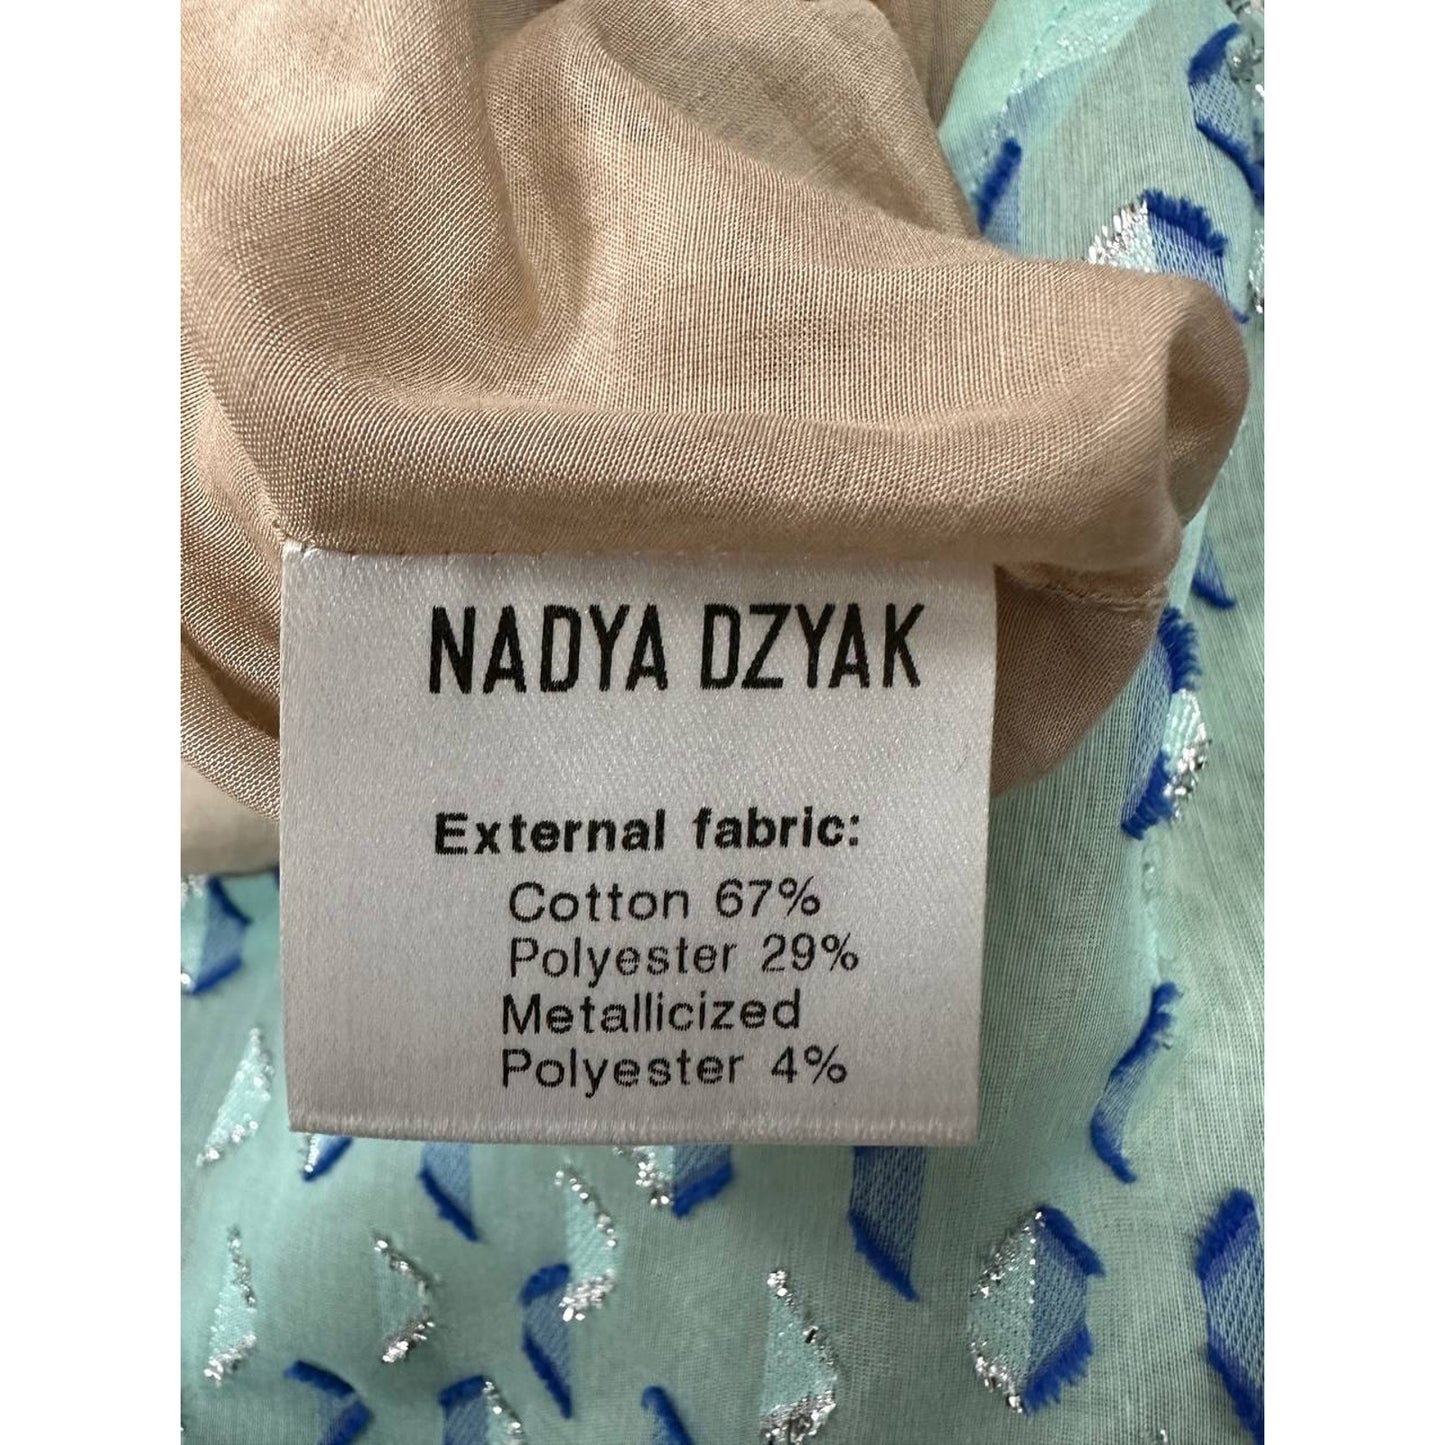 NADYA DZYAK
External fabric:
Cotton 67%
Polyester 29%
Metallicized
Polyester 4%